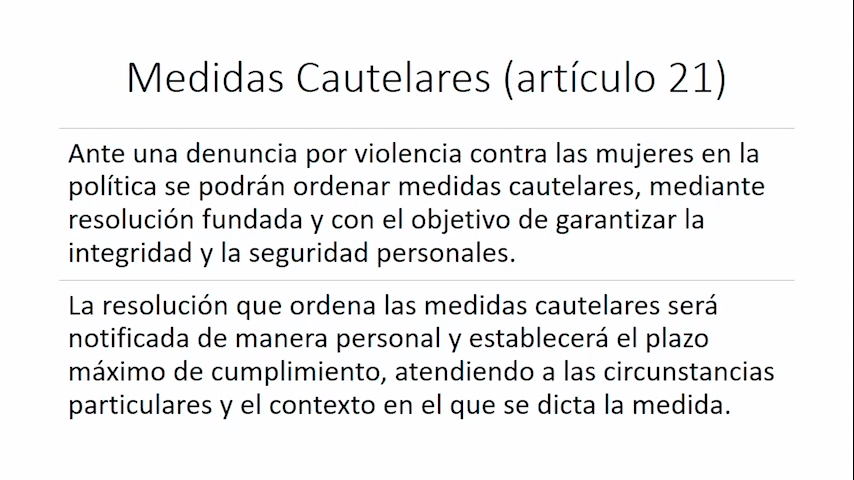 Medidas Cautelares (artículo 21)
Ante una denuncia por violencia contra las mujeres en la
política se podrán ordenar medidas cautelares, mediante
resolución fundada y con el objetivo de garantizar la
integridad y la seguridad personales.
La resolución que ordena las medidas cautelares será
notificada de manera personal y establecerá el plazo
máximo de cumplimiento, atendiendo a las circunstancias
particulares y el contexto en el que se dicta la medida.